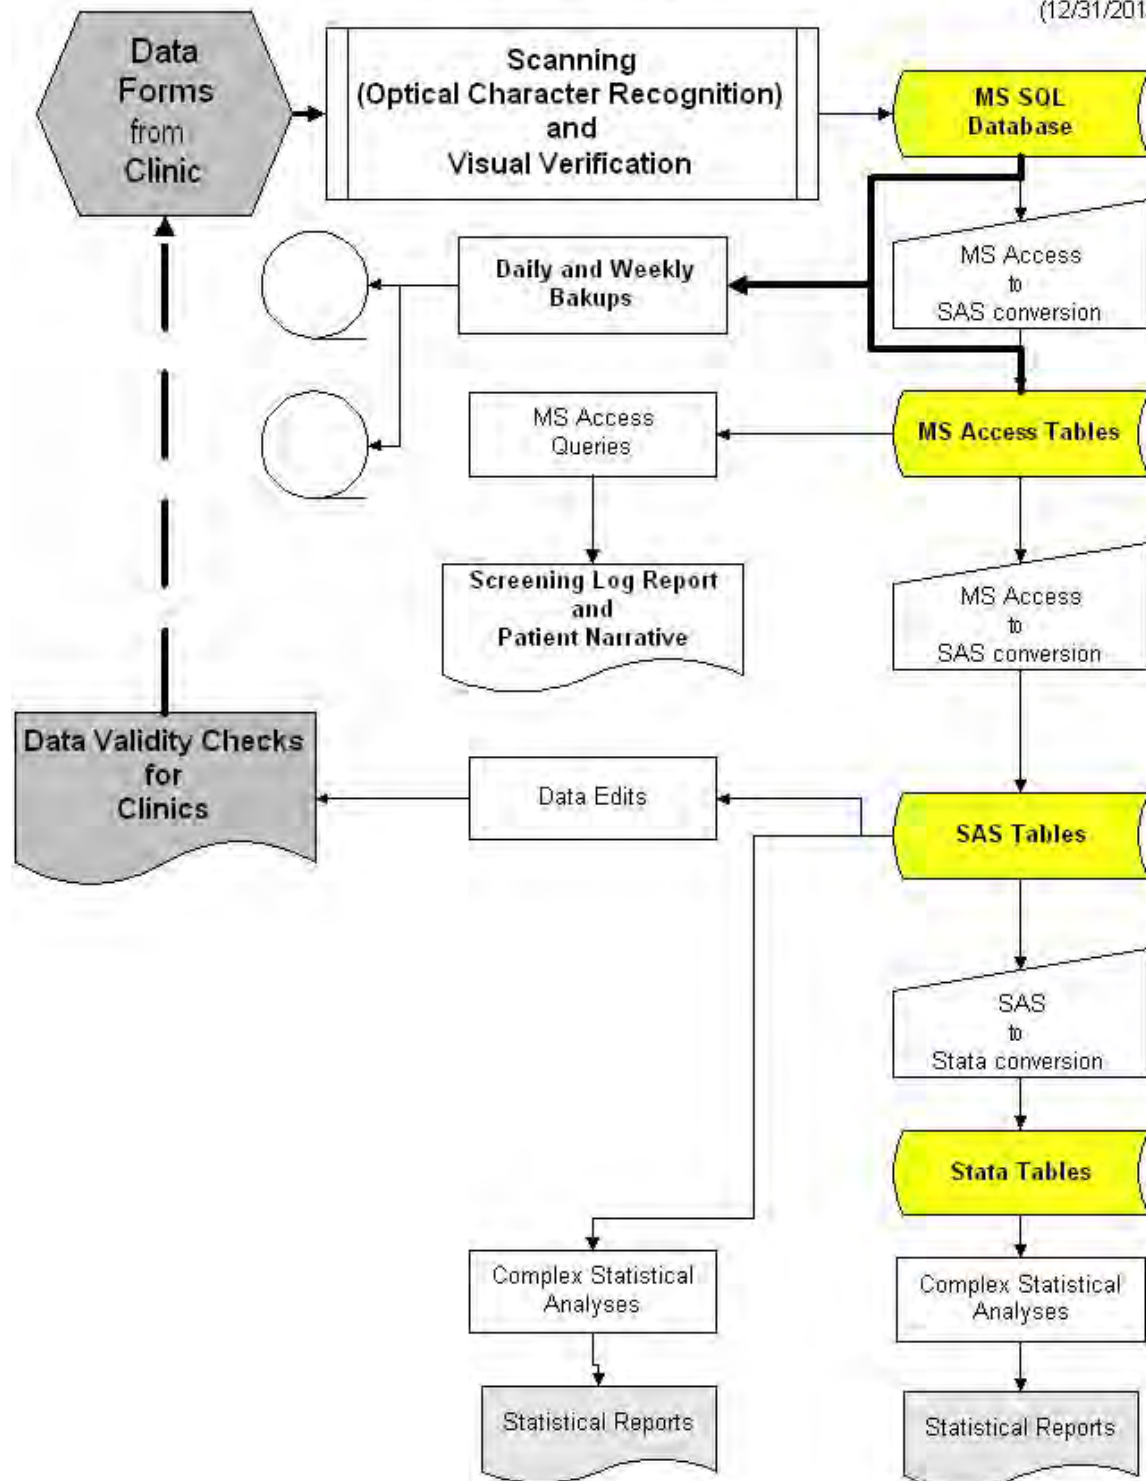 (12/31/201
Data
Forms
from
Clinic
Scanning
(Optical Character Recognition)
and
Visual Verification
MS SQL
Database
Daily and Weekly
Bakups
MS Access
to
SAS conversion
MS Access
Queries
MS Access Tables
Screening Log Report
and
Patient Narrative
MS Access
to
SAS conversion
Data Validity Checks
for
Clinics
Data Edits
SAS Tables
SAS
to
Stata conversion
Stata Tables
Complex Statistical
Analyses
Complex Statistical
Analyses
Statistical Reports
Statistical Reports